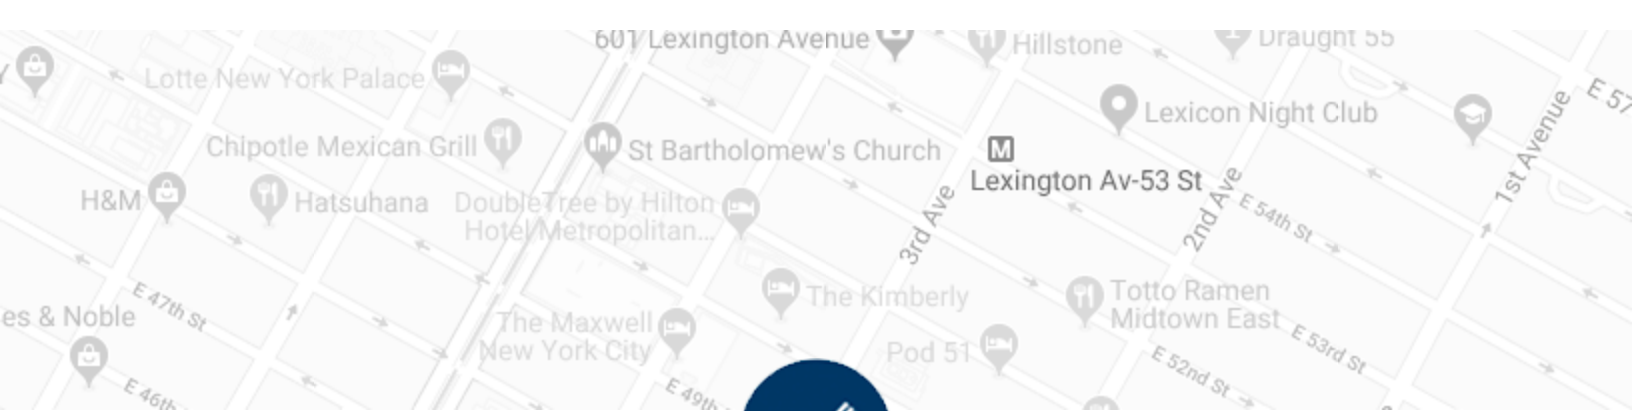 601 Lexington Avenue
Hillstone
Draught 55
Lotte New York Palace
E 57
Lexicon Night Club
Chipotle Mexican Grill
St Bartholomew's Church
M
Lexington Av-53 St
1st Avenue
H&M
Hatsuhana
DoubleTree by Hilton
Hotel Metropolitan...
3rd Ave
2nd Ave
E 54th St
E 47th St
The Kimberly
Totto Ramen
Midtown East
es & Noble
The Maxwell
New York City
Pod 51
E 53rd St
E 52nd St
E 46th
E 49th